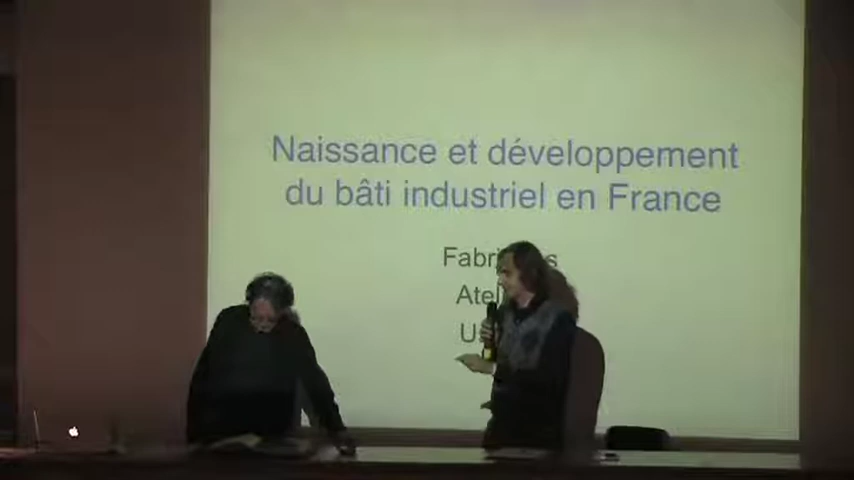 Naissance et développement
du bâti industriel en France